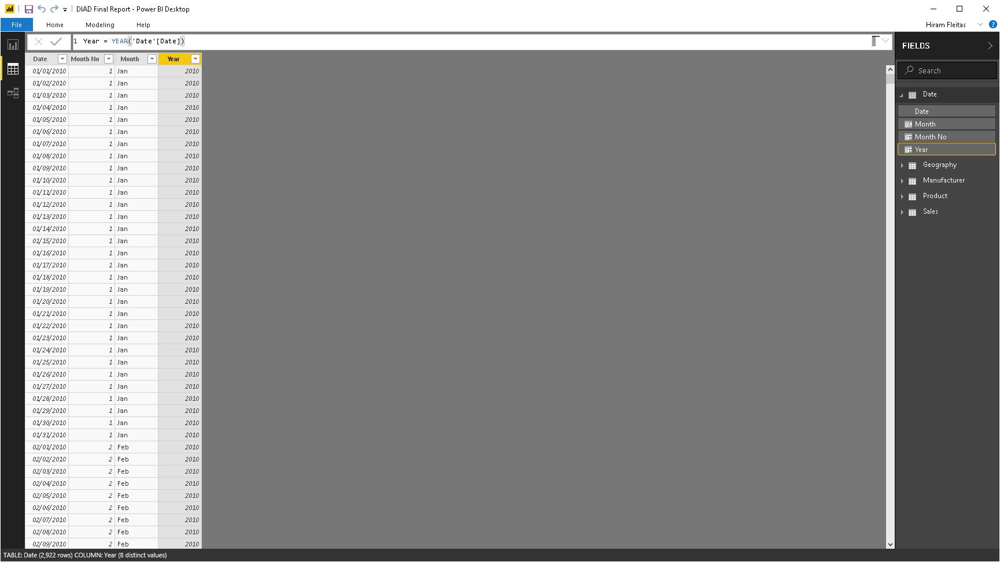 DIAD Final Report - Power BI Desktop
File Home Modeling Help Hiram Fleitas ?
1 Year = YEAR('Date'[Date])
FIELDS
Date Month No Month Year
Search
01/01/2010 1 Jan 2010
01/02/2010 1 Jan 2010
01/03/2010 1 Jan 2010
01/04/2010 1 Jan 2010
01/05/2010 1 Jan 2010
01/06/2010 1 Jan 2010
01/07/2010 1 Jan 2010
01/08/2010 1 Jan 2010
01/09/2010 1 Jan 2010
01/10/2010 1 Jan 2010
01/11/2010 1 Jan 2010
01/12/2010 1 Jan 2010
01/13/2010 1 Jan 2010
01/14/2010 1 Jan 2010
01/15/2010 1 Jan 2010
01/16/2010 1 Jan 2010
01/17/2010 1 Jan 2010
01/18/2010 1 Jan 2010
01/19/2010 1 Jan 2010
01/20/2010 1 Jan 2010
01/21/2010 1 Jan 2010
01/22/2010 1 Jan 2010
01/23/2010 1 Jan 2010
01/24/2010 1 Jan 2010
01/25/2010 1 Jan 2010
01/26/2010 1 Jan 2010
01/27/2010 1 Jan 2010
01/28/2010 1 Jan 2010
01/29/2010 1 Jan 2010
01/30/2010 1 Jan 2010
01/31/2010 1 Jan 2010
02/01/2010 2 Feb 2010
02/02/2010 2 Feb 2010
02/03/2010 2 Feb 2010
02/04/2010 2 Feb 2010
02/05/2010 2 Feb 2010
02/06/2010 2 Feb 2010
02/07/2010 2 Feb 2010
02/08/2010 2 Feb 2010
02/09/2010 2 Feb 2010
Date
Date
Month
Month No
Year
Geography
Manufacturer
Product
Sales
TABLE: Date (2,922 rows) COLUMN: Year (8 distinct values)